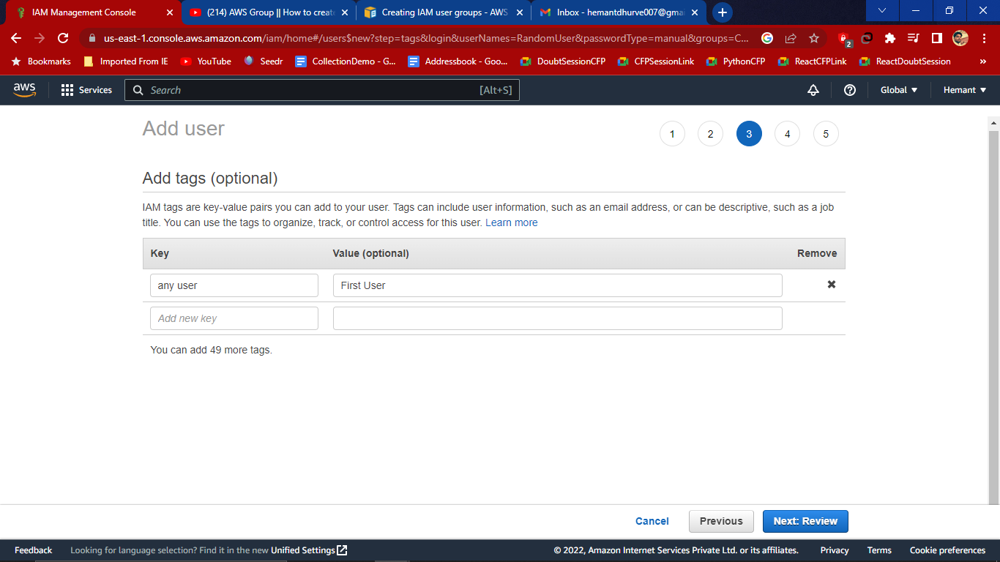 IAM Management Console
(214) AWS Group || How to create
Creating IAM user groups - AWS
Inbox - hemantdhurve007@gmai
us-east-1.console.aws.amazon.com/iam/home#/users$new?step=tags&login&userNames=RandomUser&passwordType=manual&groups=C...
2
Bookmarks Imported From IE YouTube Seedr CollectionDemo - G... Addressbook - Goo... DoubtSessionCFP CFPSessionLink PythonCFP ReactCFPLink ReactDoubtSession »
aws Services Search [Alt+S] Global Hemant
Add user 1 2 3 4 5
Add tags (optional)
IAM tags are key-value pairs you can add to your user. Tags can include user information, such as an email address, or can be descriptive, such as a job
title. You can use the tags to organize, track, or control access for this user. Learn more
Key Value (optional) Remove
any user First User
Add new key
You can add 49 more tags.
Cancel Previous Next: Review
Feedback Looking for language selection? Find it in the new Unified Settings © 2022, Amazon Internet Services Private Ltd. or its affiliates. Privacy Terms Cookie preferences